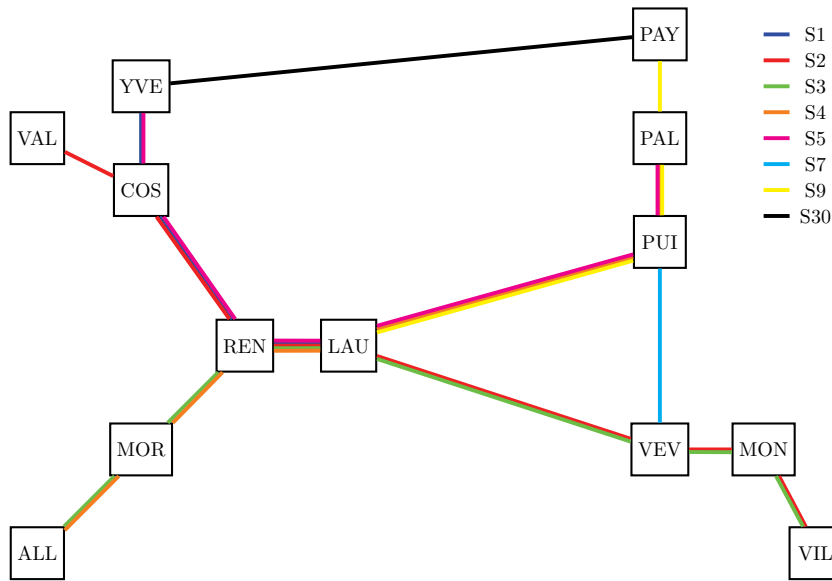 PAY
S1
S2
YVE
S3
S4
VAL
PAL
S5
S7
COS
S9
S30
PUI
REN
LAU
MOR
VEV
MON
ALL
VIL